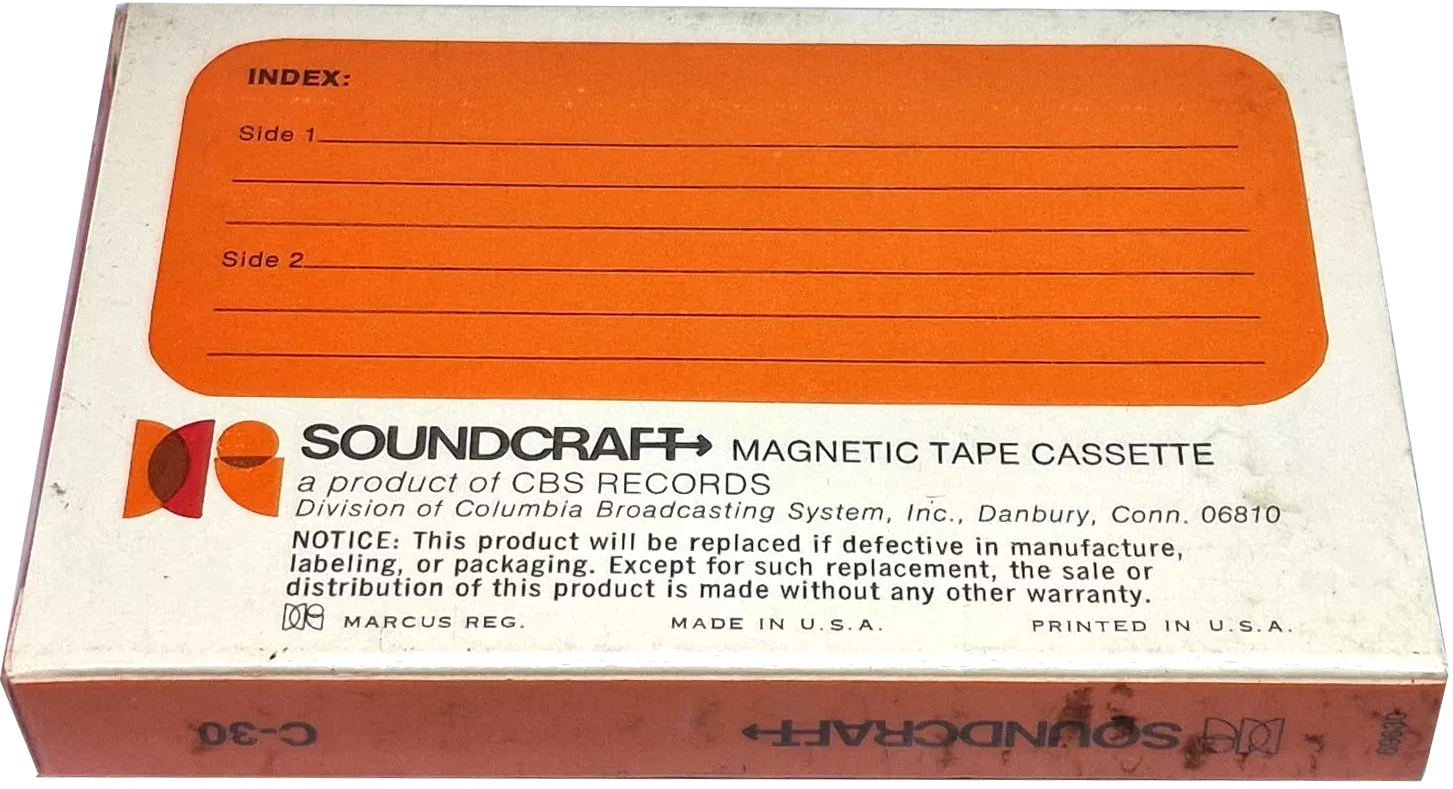 INDEX:
Side 1
Side 2
SOUNDCRAFT MAGNETIC TAPE CASSETTE
a product of CBS RECORDS
Division of Columbia Broadcasting System, Inc., Danbury, Conn. 06810
NOTICE: This product will be replaced if defective in manufacture,
labeling, or packaging. Except for such replacement, the sale or
distribution of this product is made without any other warranty.
MARCUS REG. MADE IN U.S.A. PRINTED IN U.S.A.
SOUNDCRAFT C-30